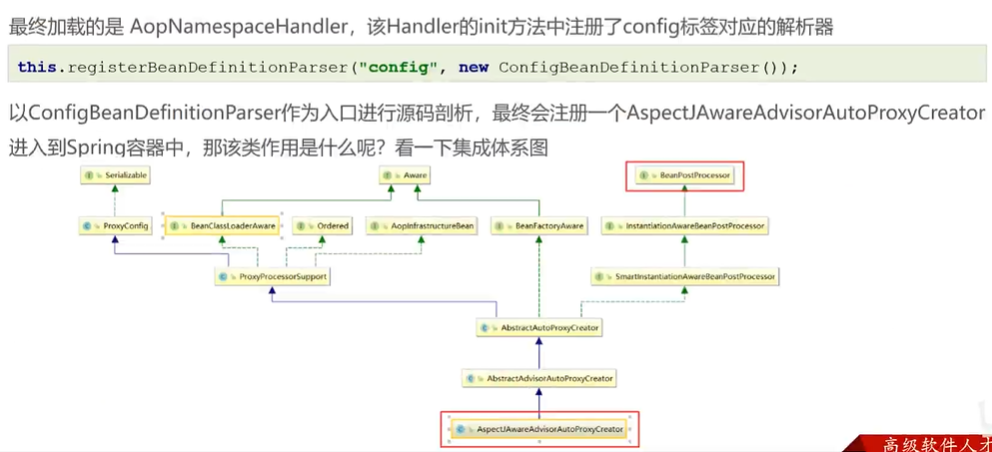 最终加载的是 AopNamespaceHandler，该Handler的init方法中注册了config标签对应的解析器
this.registerBeanDefinitionParser("config", new ConfigBeanDefinitionParser());
以ConfigBeanDefinitionParser作为入口进行源码剖析，最终会注册一个AspectJAwareAdvisorAutoProxyCreator
进入到Spring容器中，那该类作用是什么呢？看一下集成体系图
Serializable
Aware
BeanPostProcessor
ProxyConfig
BeanClassLoaderAware
Ordered
AopInfrastructureBean
BeanFactoryAware
InstantiationAwareBeanPostProcessor
ProxyProcessorSupport
SmartInstantiationAwareBeanPostProcessor
AbstractAutoProxyCreator
AbstractAdvisorAutoProxyCreator
AspectJAwareAdvisorAutoProxyCreator
高级软件人才